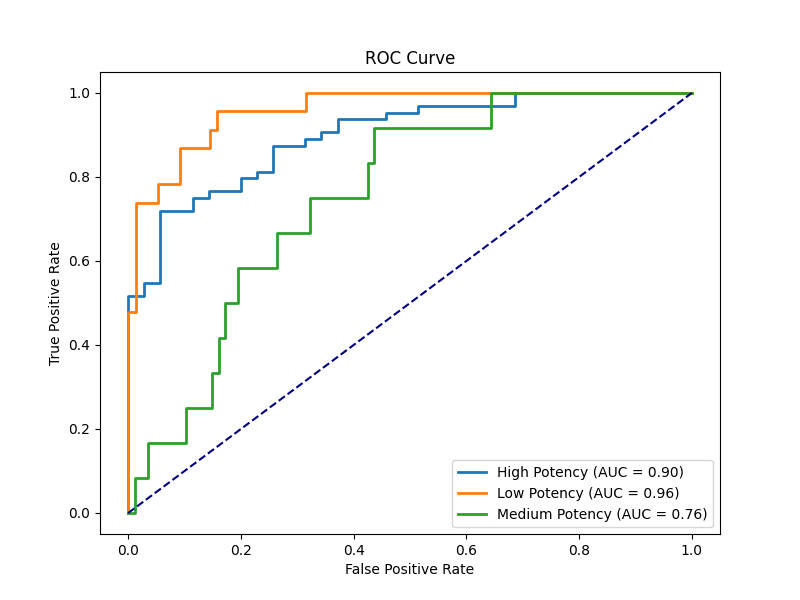 ROC Curve
1.0
0.8
0.6
0.4
0.2
0.0
True Positive Rate
High Potency (AUC = 0.90)
Low Potency (AUC = 0.96)
Medium Potency (AUC = 0.76)
0.0 0.2 0.4 0.6 0.8 1.0
False Positive Rate